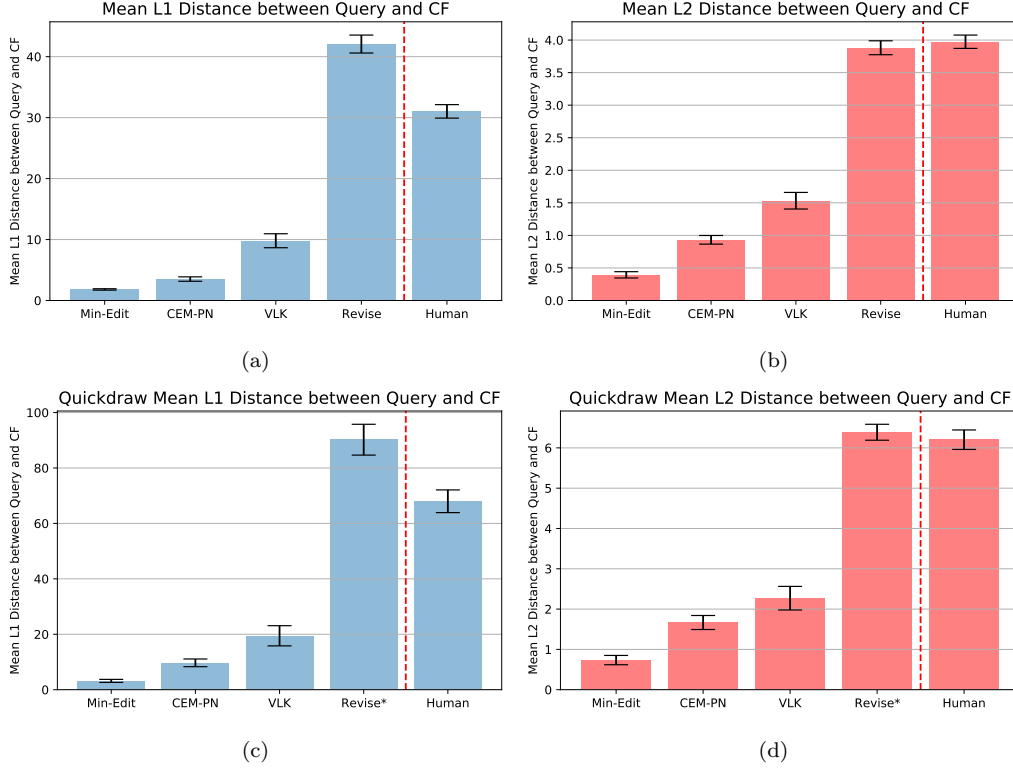 Mean L1 Distance between Query and CF
Mean L1 Distance between Query and CF
40
30
20
10
0
Min-Edit CEM-PN VLK Revise Human
(a)
Mean L2 Distance between Query and CF
Mean L2 Distance between Query and CF
4.0
3.5
3.0
2.5
2.0
1.5
1.0
0.5
0.0
Min-Edit CEM-PN VLK Revise Human
(b)
Quickdraw Mean L1 Distance between Query and CF
Mean L1 Distance between Query and CF
100
80
60
40
20
0
Min-Edit CEM-PN VLK Revise* Human
(c)
Quickdraw Mean L2 Distance between Query and CF
Mean L2 Distance between Query and CF
6
5
4
3
2
1
0
Min-Edit CEM-PN VLK Revise* Human
(d)